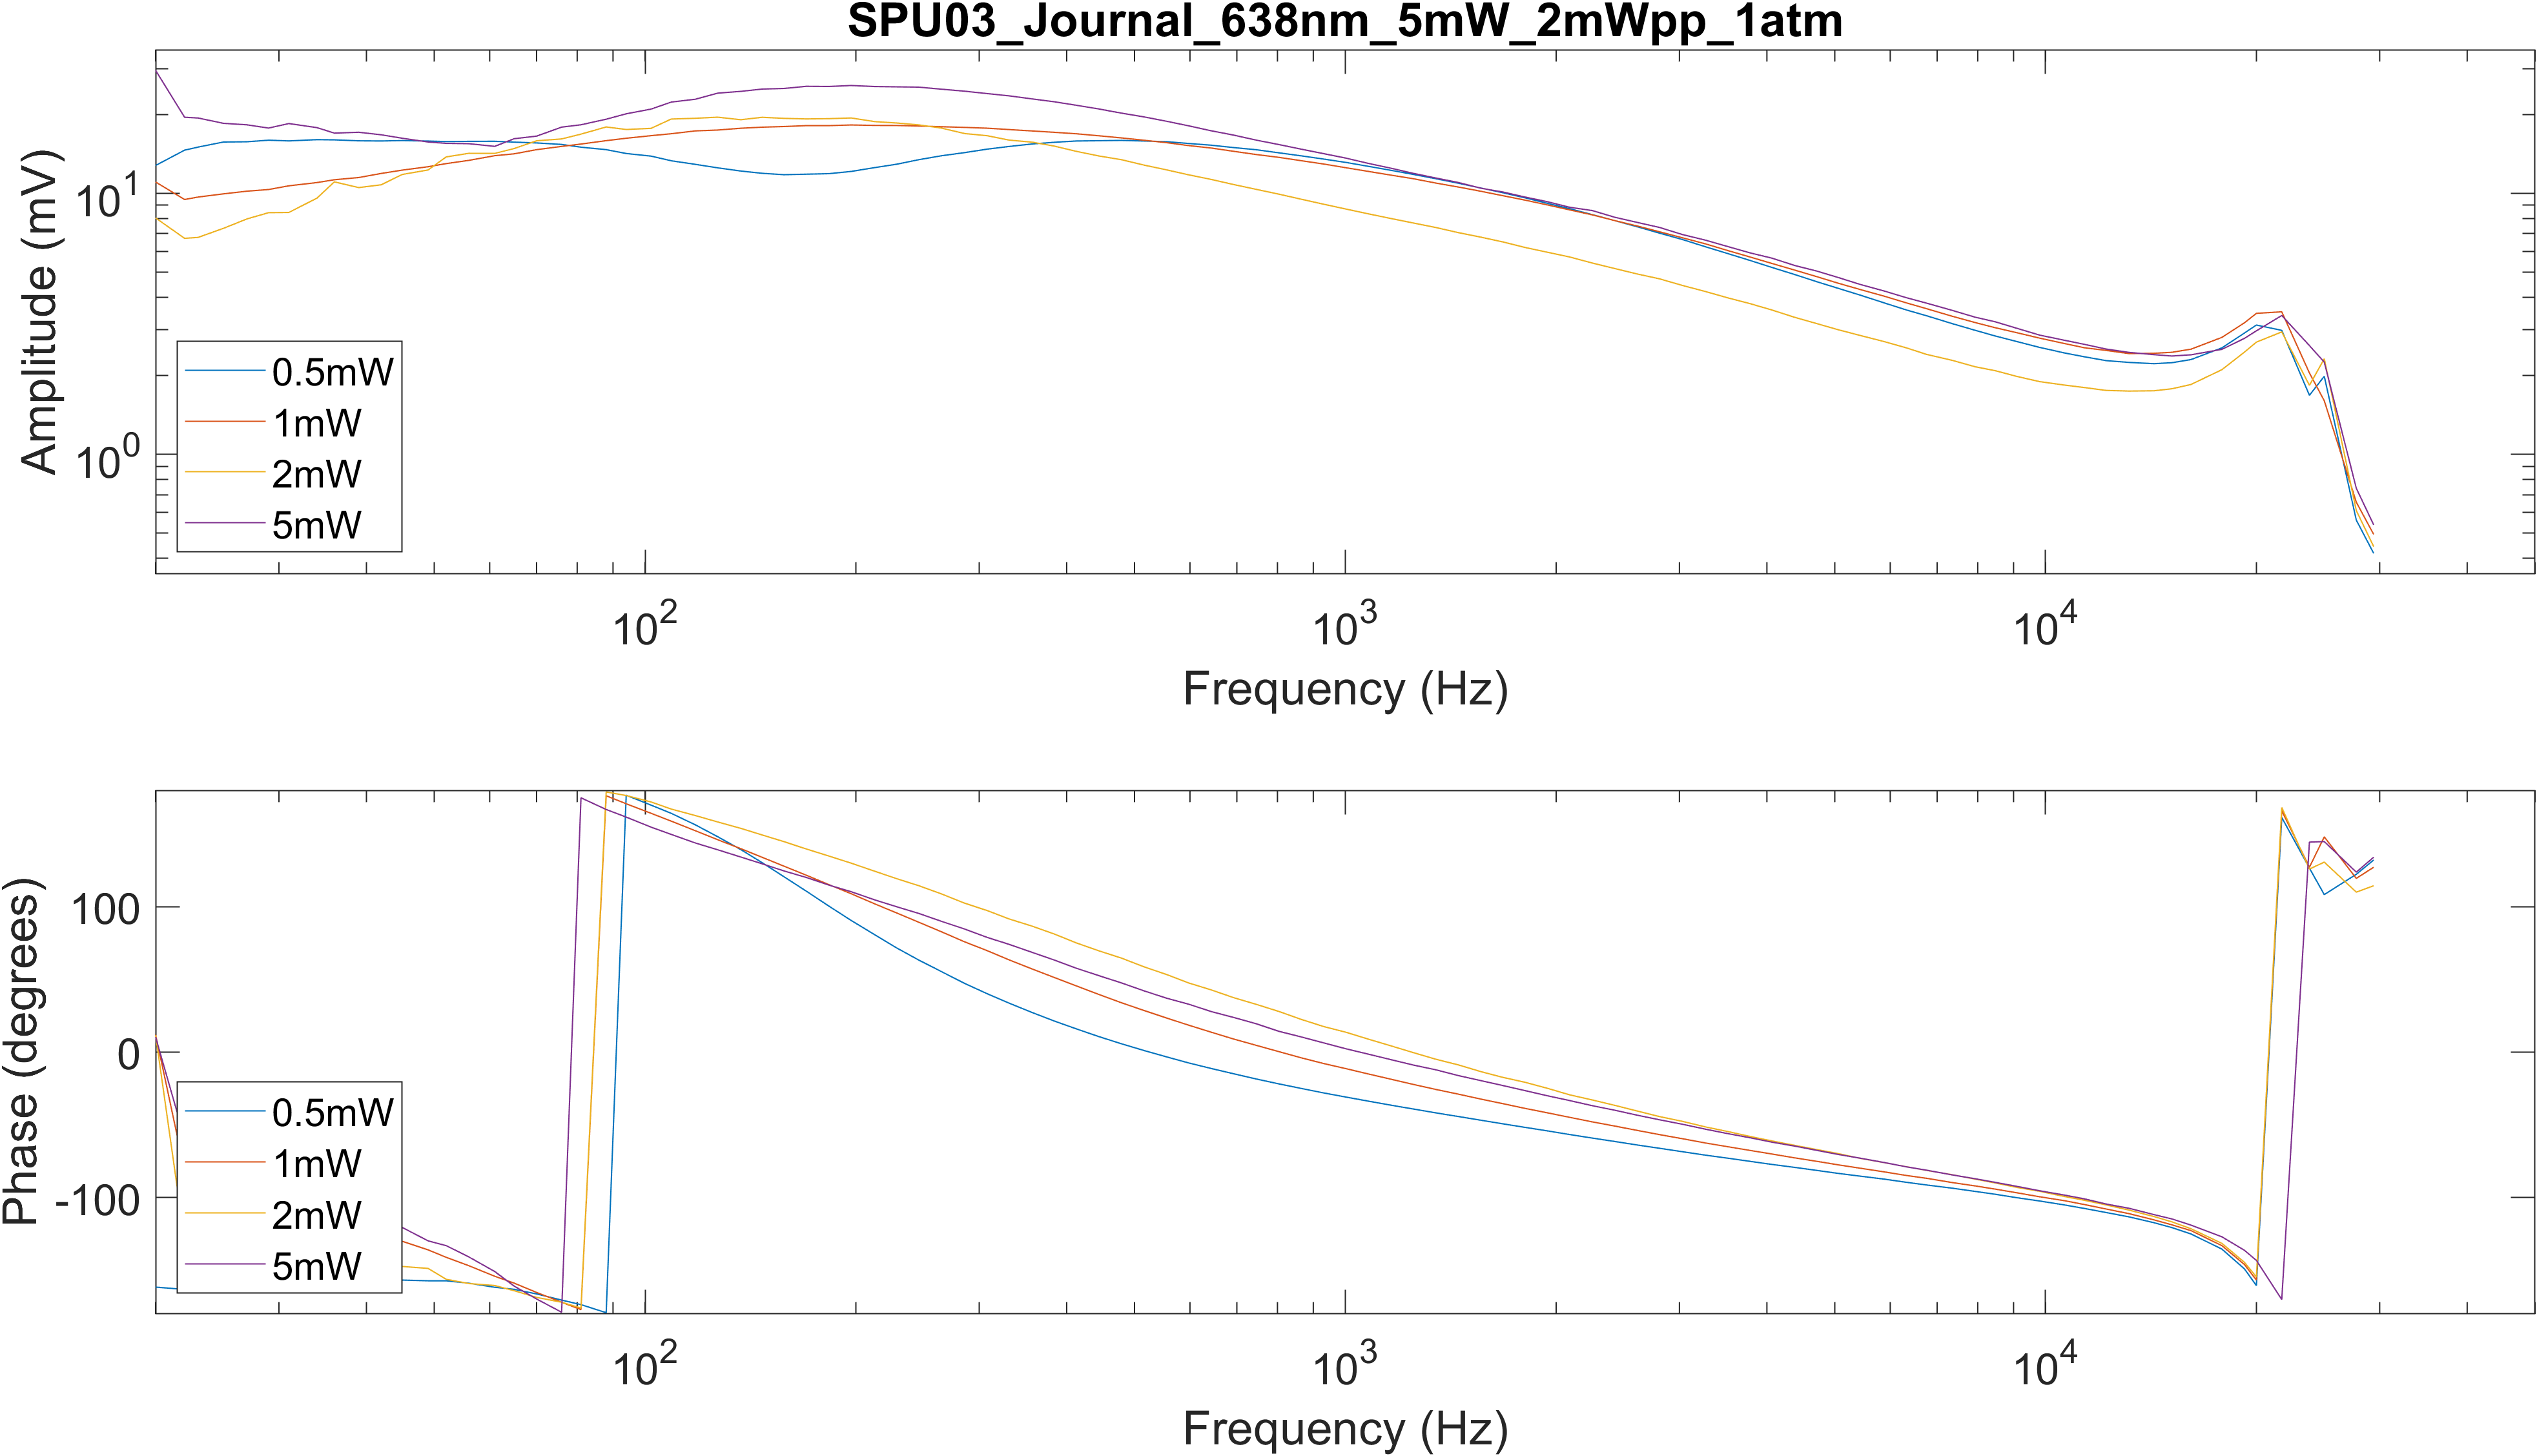 SPU03_Journal_638nm_5mW_2mWpp_1atm
Amplitude (mV)
10^1
10^0
0.5mW
1mW
2mW
5mW
10^2 10^3 10^4
Frequency (Hz)
Phase (degrees)
100
0
-100
0.5mW
1mW
2mW
5mW
10^2 10^3 10^4
Frequency (Hz)